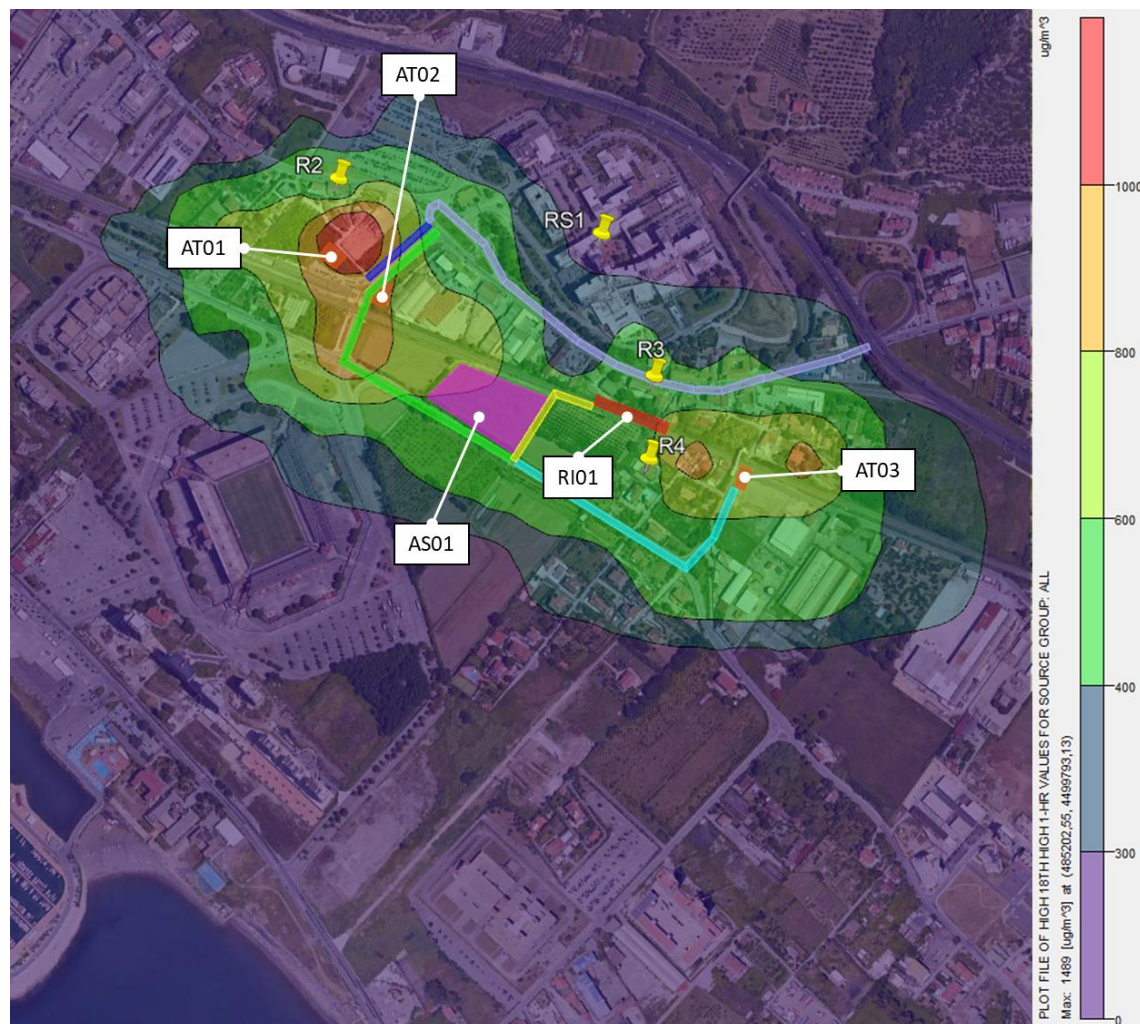 AT02
R2
RS1
AT01
R3
R4
RI01
AT03
AS01
ug/m^3
1000
800
600
400
300
0
PLOT FILE OF HIGH 18TH HIGH 1-HR VALUES FOR SOURCE GROUP: ALL
Max: 1489 [ug/m^3] at (485202,55, 4499793,13)